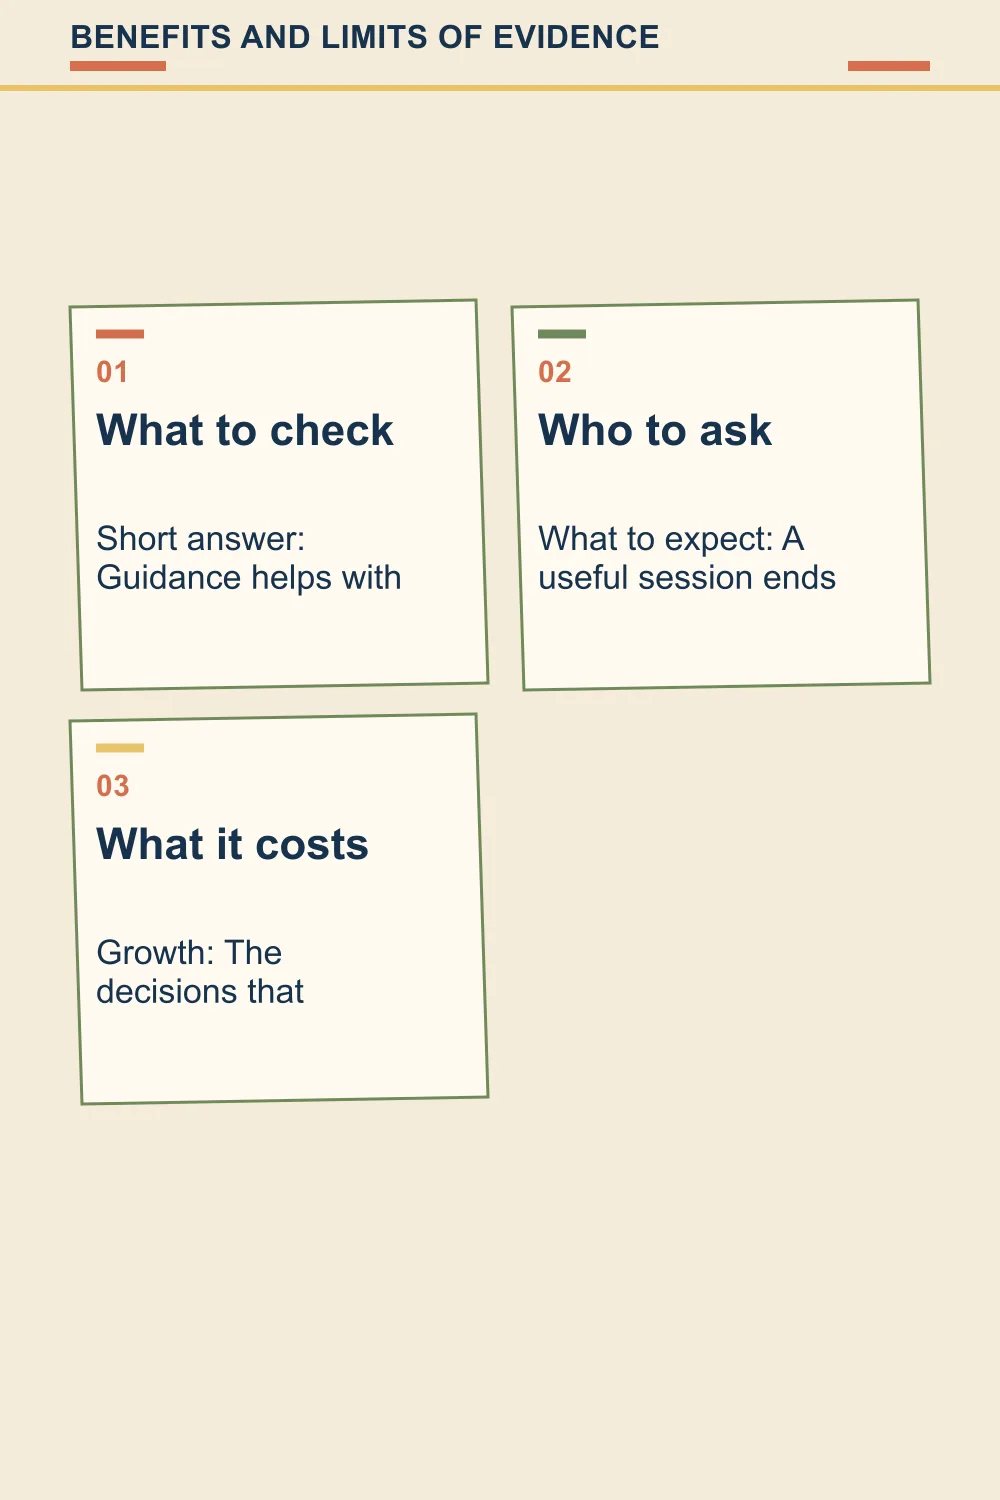 BENEFITS AND LIMITS OF EVIDENCE
01
What to check
Short answer:
Guidance helps with
02
Who to ask
What to expect: A
useful session ends
03
What it costs
Growth: The
decisions that